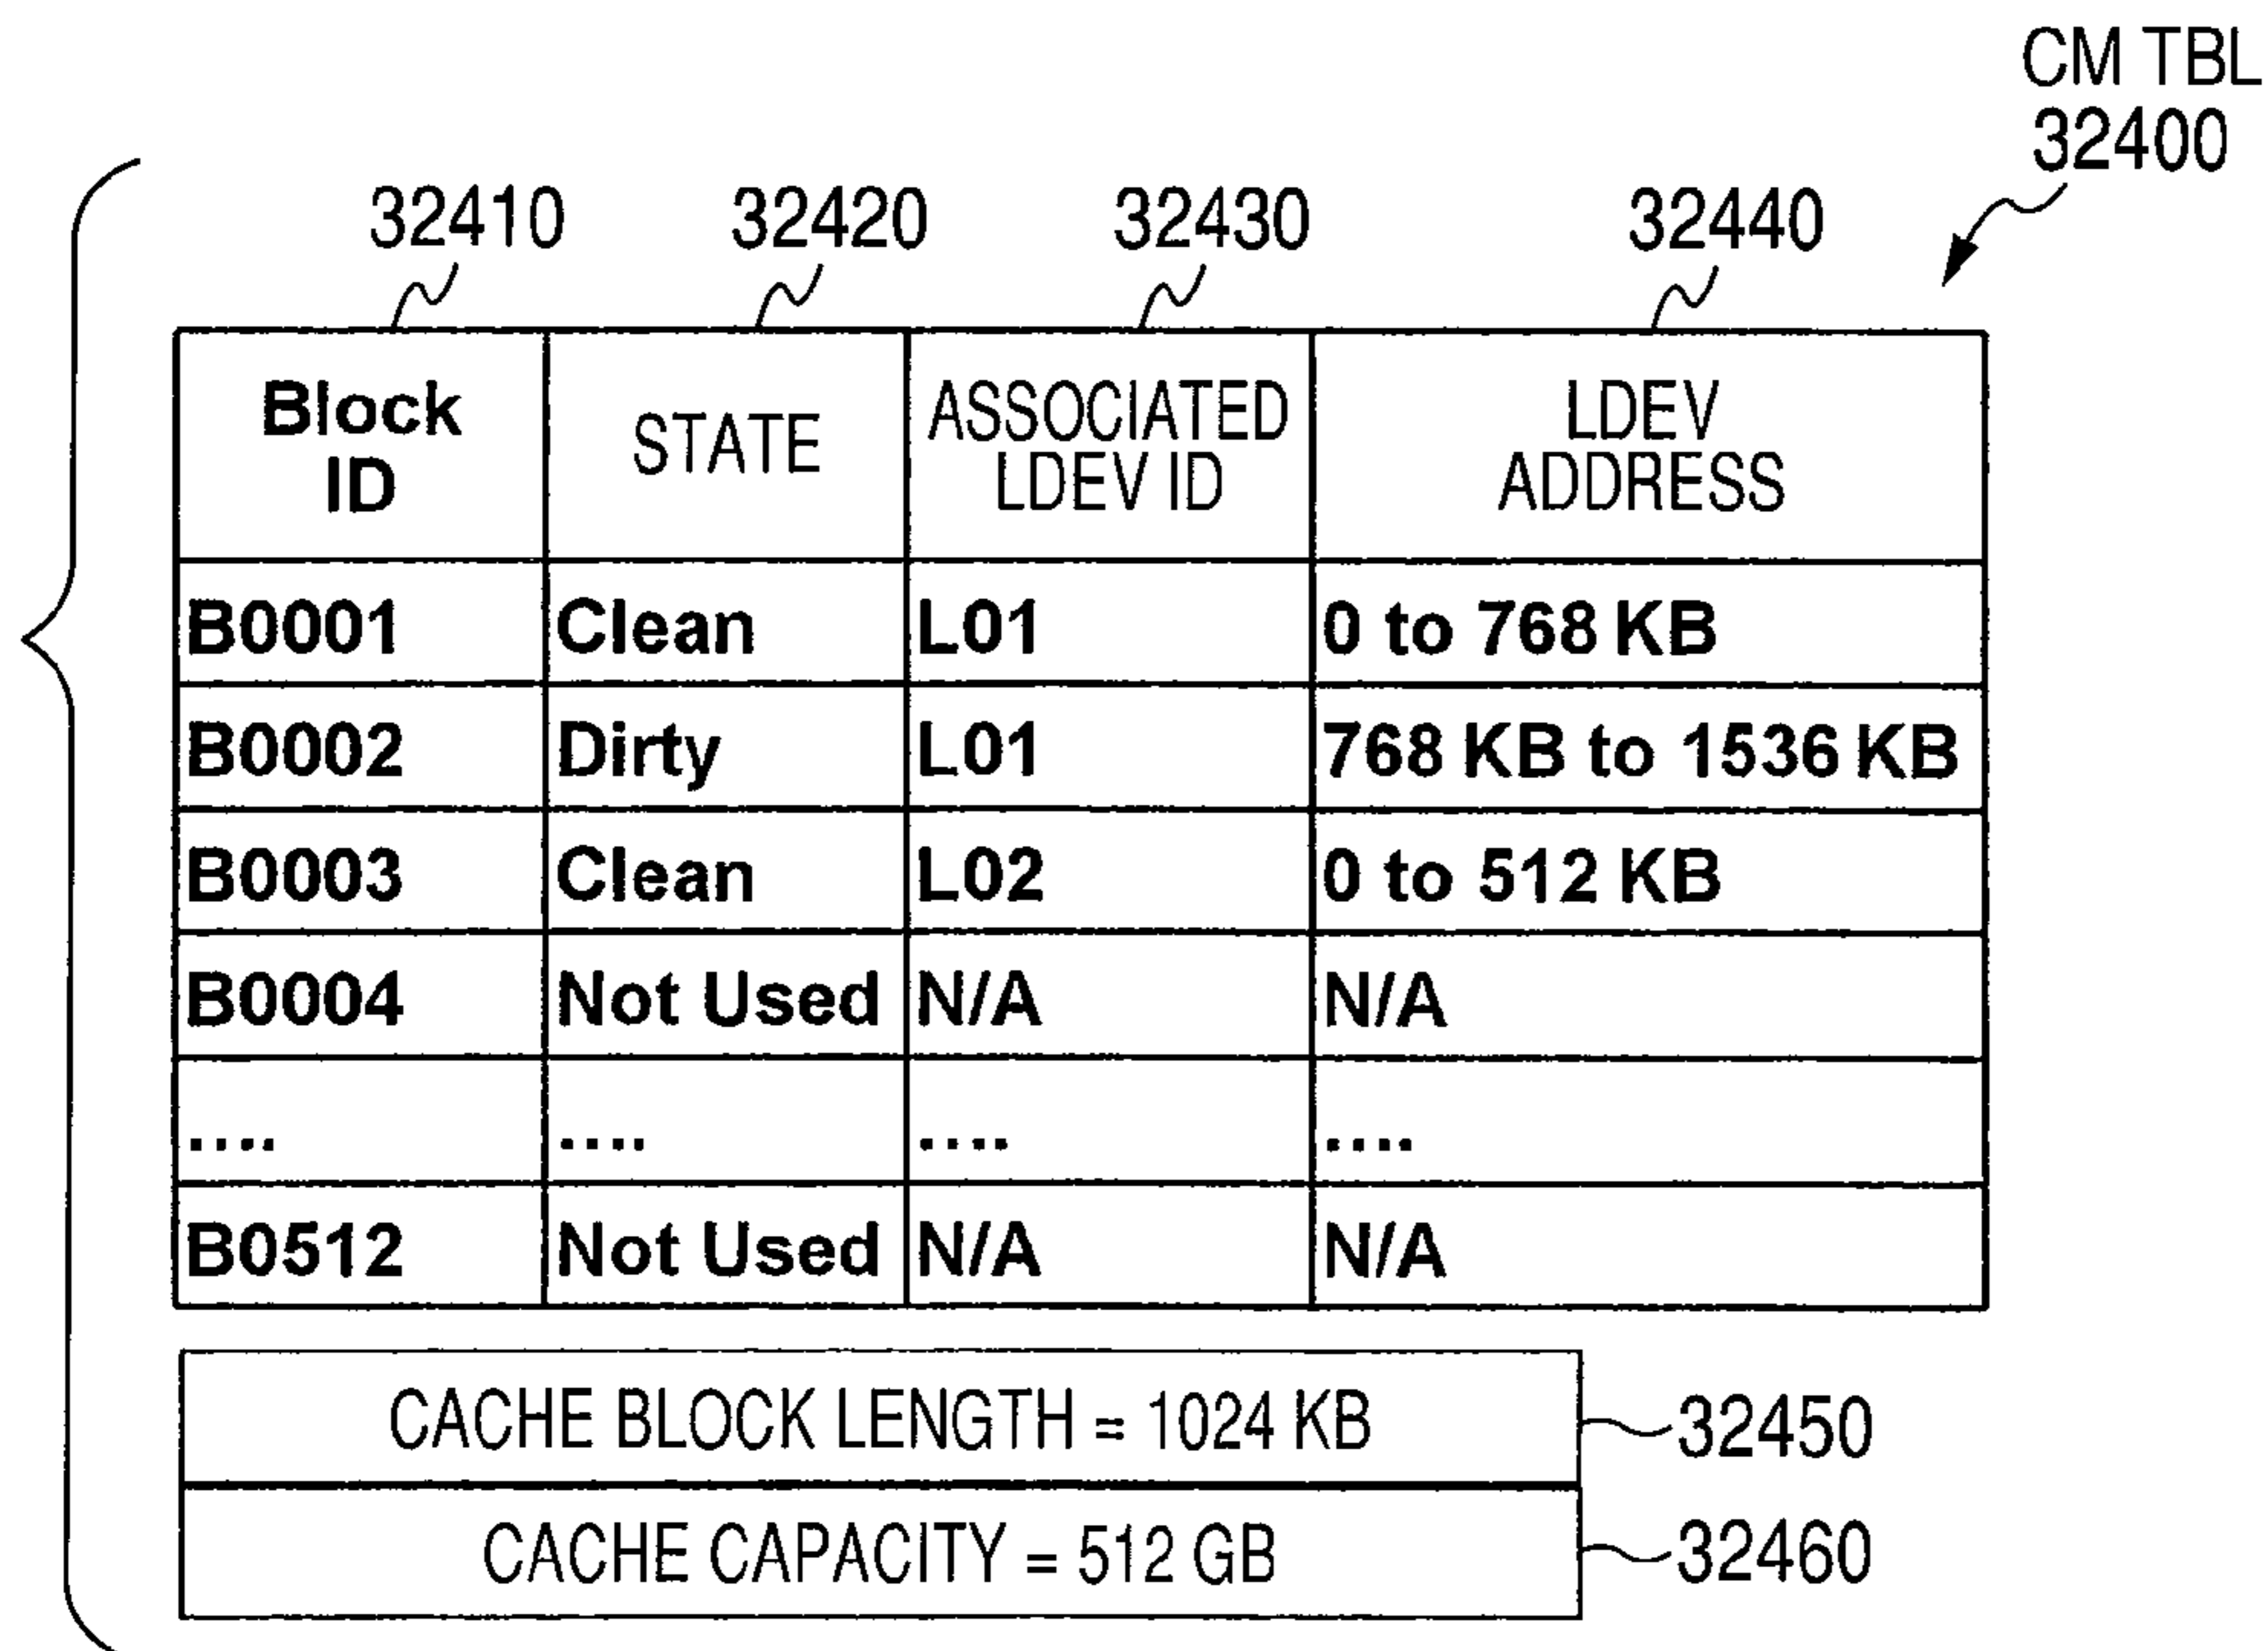 CM TBL
32400
32410 32420 32430 32440
Block ID STATE ASSOCIATED LDEV ID LDEV ADDRESS
B0001 Clean L01 0 to 768 KB
B0002 Dirty L01 768 KB to 1536 KB
B0003 Clean L02 0 to 512 KB
B0004 Not Used N/A N/A
.... .... .... ....
B0512 Not Used N/A N/A
CACHE BLOCK LENGTH = 1024 KB 32450
CACHE CAPACITY = 512 GB 32460